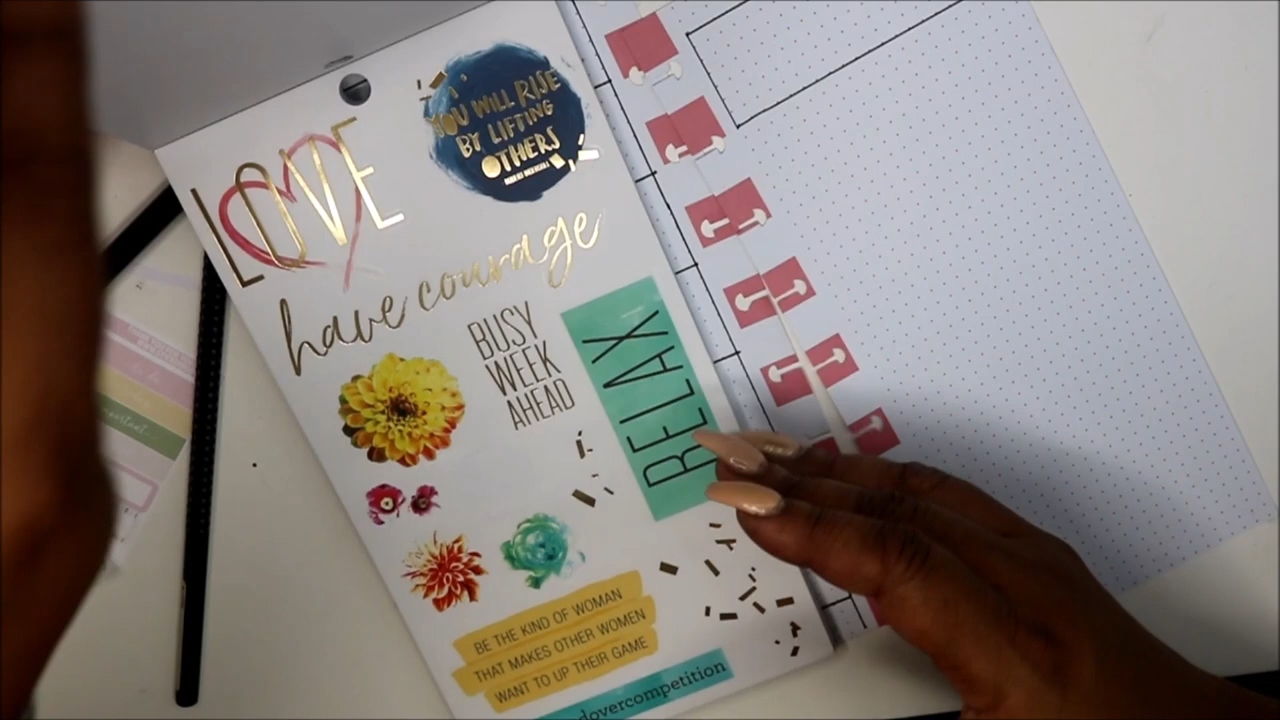 LOVE
YOU WILL RISE
BY LIFTING
OTHERS
have courage
BUSY
WEEK
AHEAD
RELAX
BE THE KIND OF WOMAN
THAT MAKES OTHER WOMEN
WANT TO UP THEIR GAME
dovercompetition